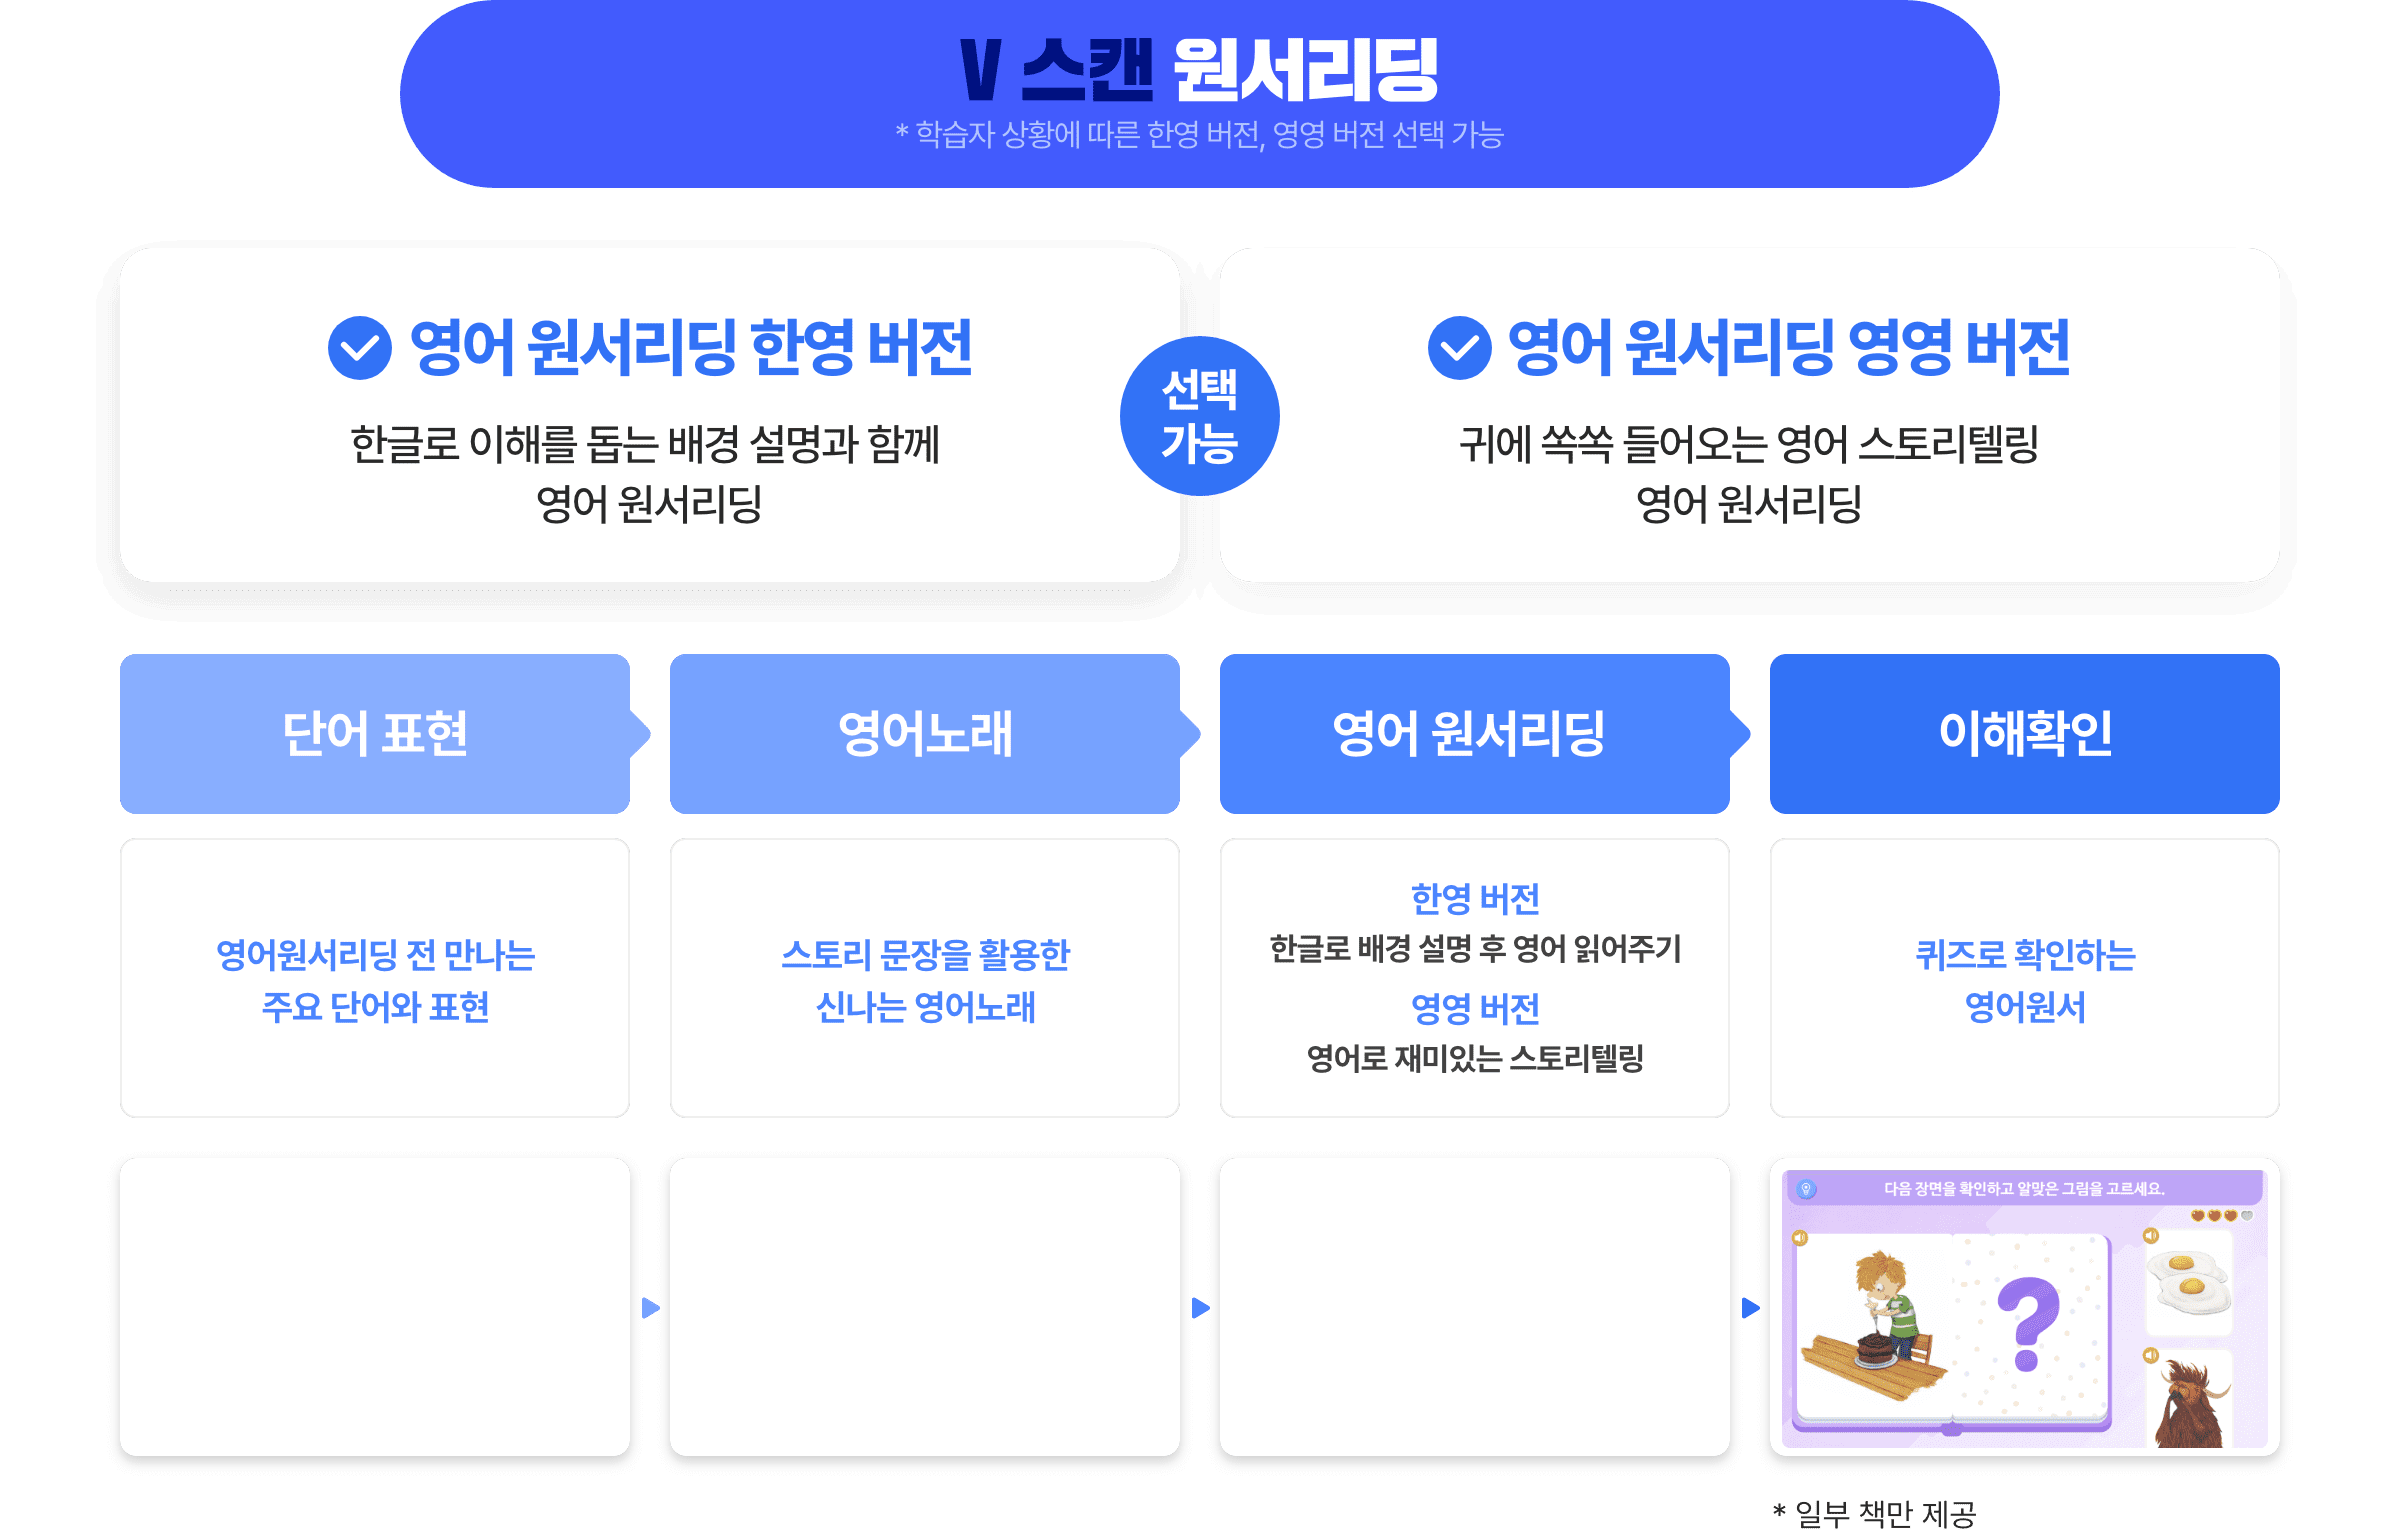 V 스캔 원서리딩
* 학습자 상황에 따른 한영 버전, 영영 버전 선택 가능
영어 원서리딩 한영 버전
한글로 이해를 돕는 배경 설명과 함께
영어 원서리딩
선택
가능
영어 원서리딩 영영 버전
귀에 쏙쏙 들어오는 영어 스토리텔링
영어 원서리딩
단어 표현
영어노래
영어 원서리딩
이해확인
영어원서리딩 전 만나는
주요 단어와 표현
스토리 문장을 활용한
신나는 영어노래
한영 버전
한글로 배경 설명 후 영어 읽어주기
영영 버전
영어로 재미있는 스토리텔링
퀴즈로 확인하는
영어원서
다음 장면을 확인하고 알맞은 그림을 고르세요.
?
* 일부 책만 제공